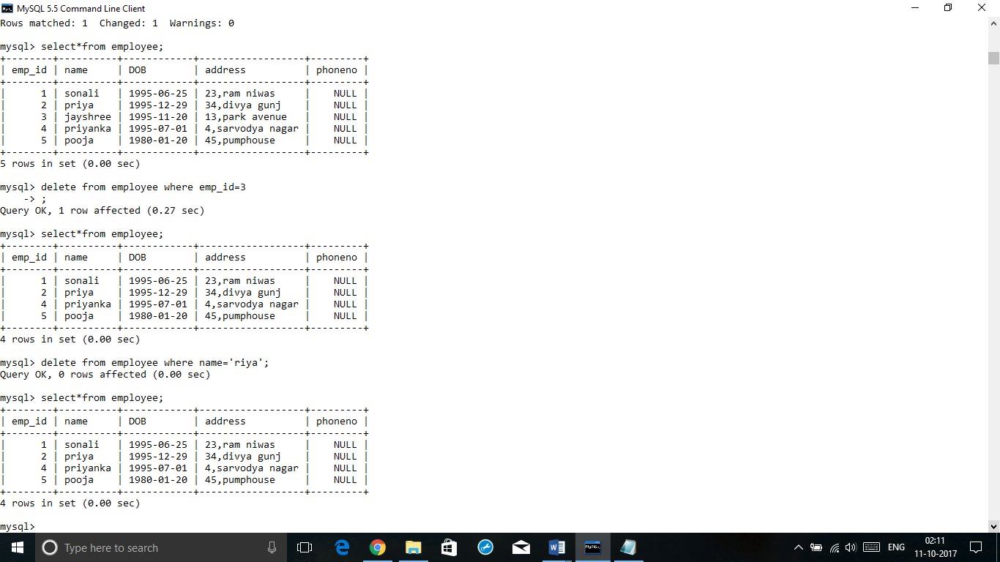 MySQL 5.5 Command Line Client
Rows matched: 1  Changed: 1  Warnings: 0
mysql> select*from employee;
+--------+----------+------------+------------------+---------+
| emp_id | name     | DOB        | address          | phoneno |
+--------+----------+------------+------------------+---------+
|      1 | sonali   | 1995-06-25 | 23,ram niwas     |    NULL |
|      2 | priya    | 1995-12-29 | 34,divya gunj    |    NULL |
|      3 | jayshree | 1995-11-20 | 13,park avenue   |    NULL |
|      4 | priyanka | 1995-07-01 | 4,sarvodya nagar |    NULL |
|      5 | pooja    | 1980-01-20 | 45,pumphouse     |    NULL |
+--------+----------+------------+------------------+---------+
5 rows in set (0.00 sec)
mysql> delete from employee where emp_id=3
    -> ;
Query OK, 1 row affected (0.27 sec)
mysql> select*from employee;
+--------+----------+------------+------------------+---------+
| emp_id | name     | DOB        | address          | phoneno |
+--------+----------+------------+------------------+---------+
|      1 | sonali   | 1995-06-25 | 23,ram niwas     |    NULL |
|      2 | priya    | 1995-12-29 | 34,divya gunj    |    NULL |
|      4 | priyanka | 1995-07-01 | 4,sarvodya nagar |    NULL |
|      5 | pooja    | 1980-01-20 | 45,pumphouse     |    NULL |
+--------+----------+------------+------------------+---------+
4 rows in set (0.00 sec)
mysql> delete from employee where name='riya';
Query OK, 0 rows affected (0.00 sec)
mysql> select*from employee;
+--------+----------+------------+------------------+---------+
| emp_id | name     | DOB        | address          | phoneno |
+--------+----------+------------+------------------+---------+
|      1 | sonali   | 1995-06-25 | 23,ram niwas     |    NULL |
|      2 | priya    | 1995-12-29 | 34,divya gunj    |    NULL |
|      4 | priyanka | 1995-07-01 | 4,sarvodya nagar |    NULL |
|      5 | pooja    | 1980-01-20 | 45,pumphouse     |    NULL |
+--------+----------+------------+------------------+---------+
4 rows in set (0.00 sec)
mysql>
Type here to search
ENG
02:11
11-10-2017